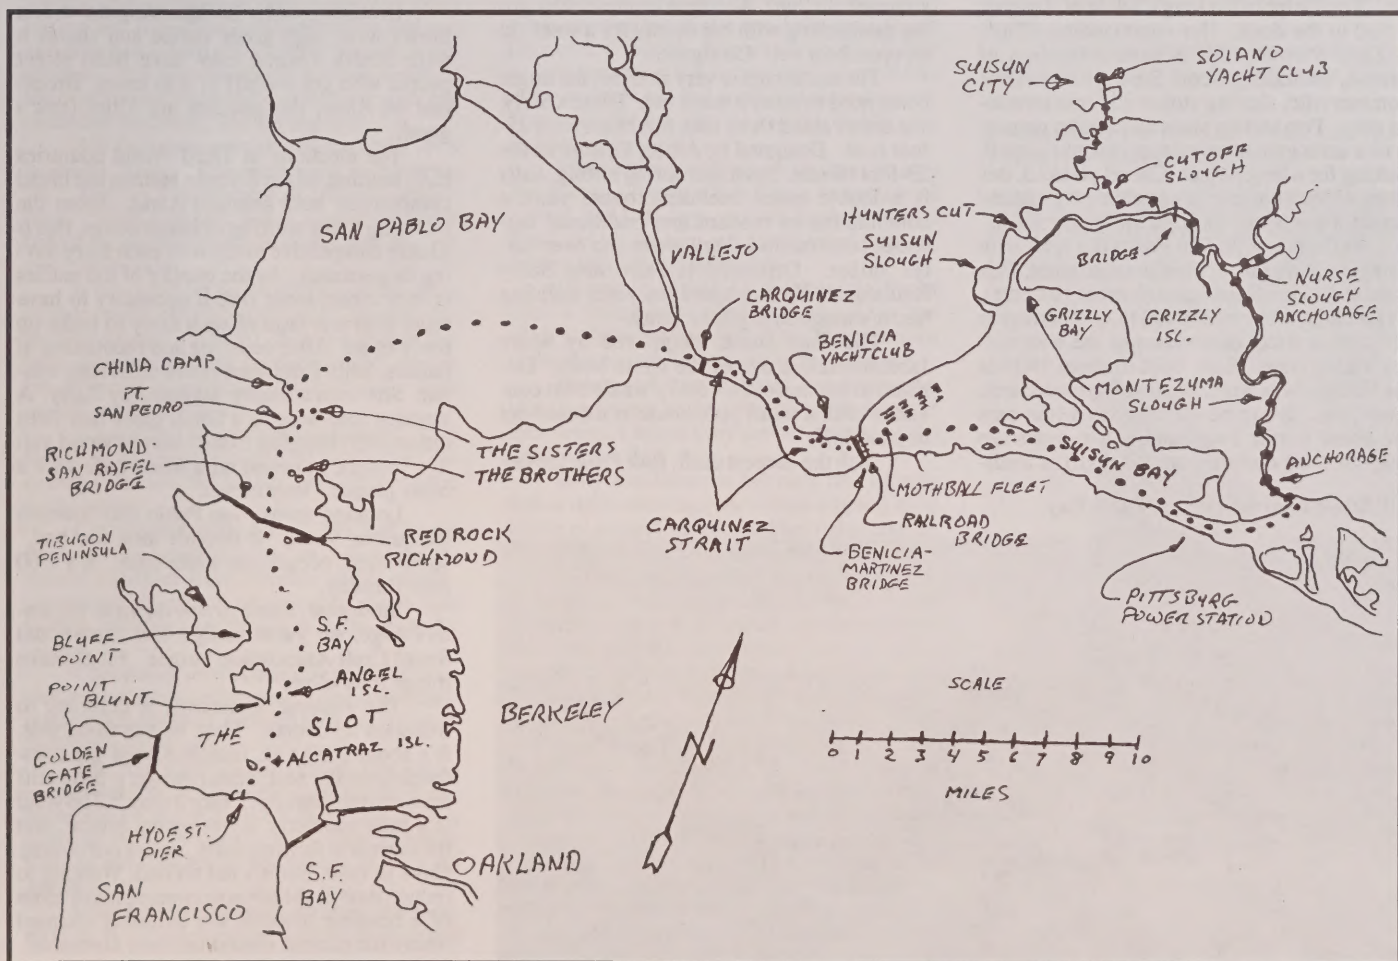 SUISUN
CITY
SOLANO
YACHT CLUB
CUTOFF
SLOUGH
HUNTERS CUT
SUISUN
SLOUGH
BRIDGE
NURSE
SLOUGH
ANCHORAGE
GRIZZLY
BAY
GRIZZLY
ISL.
MONTEZUMA
SLOUGH
ANCHORAGE
SAN PABLO BAY
VALLEJO
CARQUINEZ
BRIDGE
BENICIA
YACHT CLUB
CHINA CAMP
PT.
SAN PEDRO
RICHMOND-
SAN RAFEL
BRIDGE
THE SISTERS
THE BROTHERS
SUISUN BAY
MOTHBALL FLEET
RAILROAD
BRIDGE
CARQUINEZ
STRAIT
BENICIA-
MARTINEZ
BRIDGE
PITTSBURG
POWER STATION
RED ROCK
RICHMOND
TIBURON
PENINSULA
S.F.
BAY
BLUFF
POINT
POINT
BLUNT
ANGEL
ISL.
THE SLOT
BERKELEY
ALCATRAZ ISL.
GOLDEN
GATE
BRIDGE
HYDE ST.
PIER
S.F.
BAY
OAKLAND
SAN
FRANCISCO
N
SCALE
0 1 2 3 4 5 6 7 8 9 10
MILES